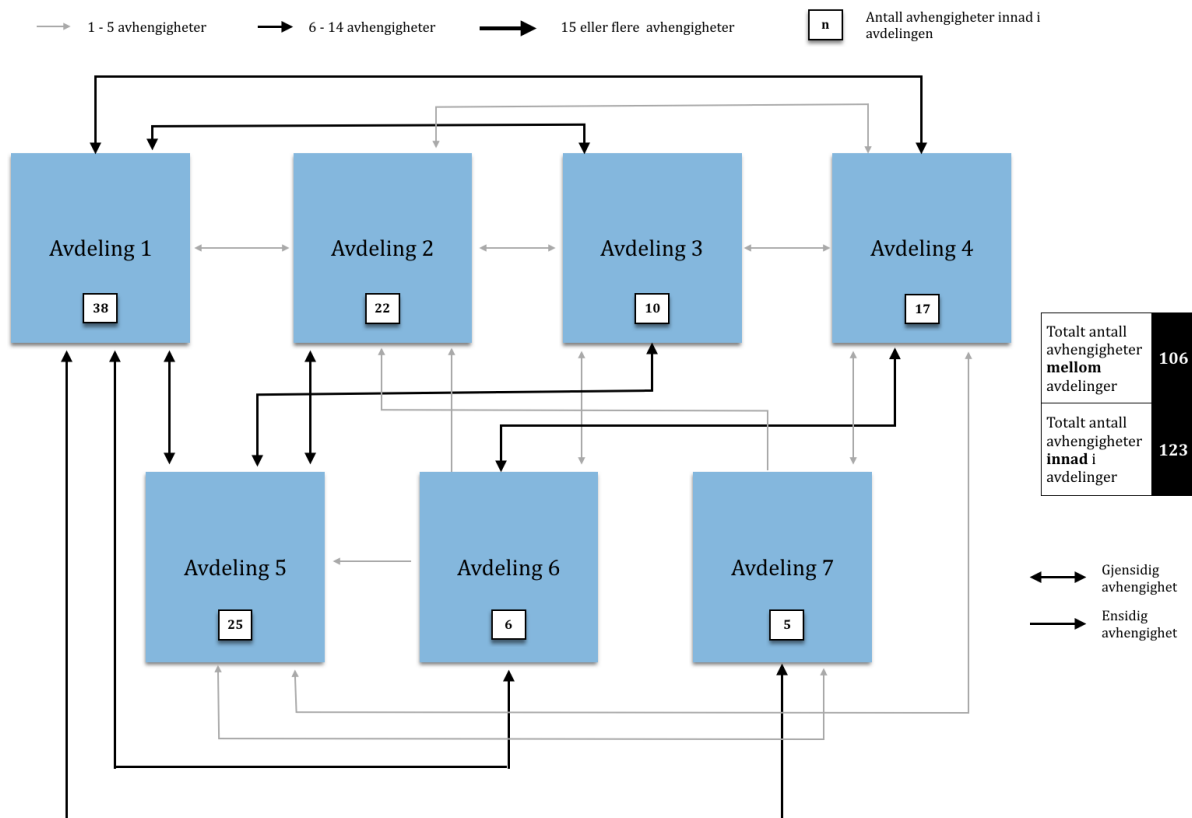 1 - 5 avhengigheter
6 - 14 avhengigheter
15 eller flere avhengigheter
n
Antall avhengigheter innad i
avdelingen
Avdeling 1
38
Avdeling 2
22
Avdeling 3
10
Avdeling 4
17
Avdeling 5
25
Avdeling 6
6
Avdeling 7
5
Totalt antall
avhengigheter
mellom
avdelinger
106
Totalt antall
avhengigheter
innad i
avdelinger
123
Gjensidig
avhengighet
Ensidig
avhengighet